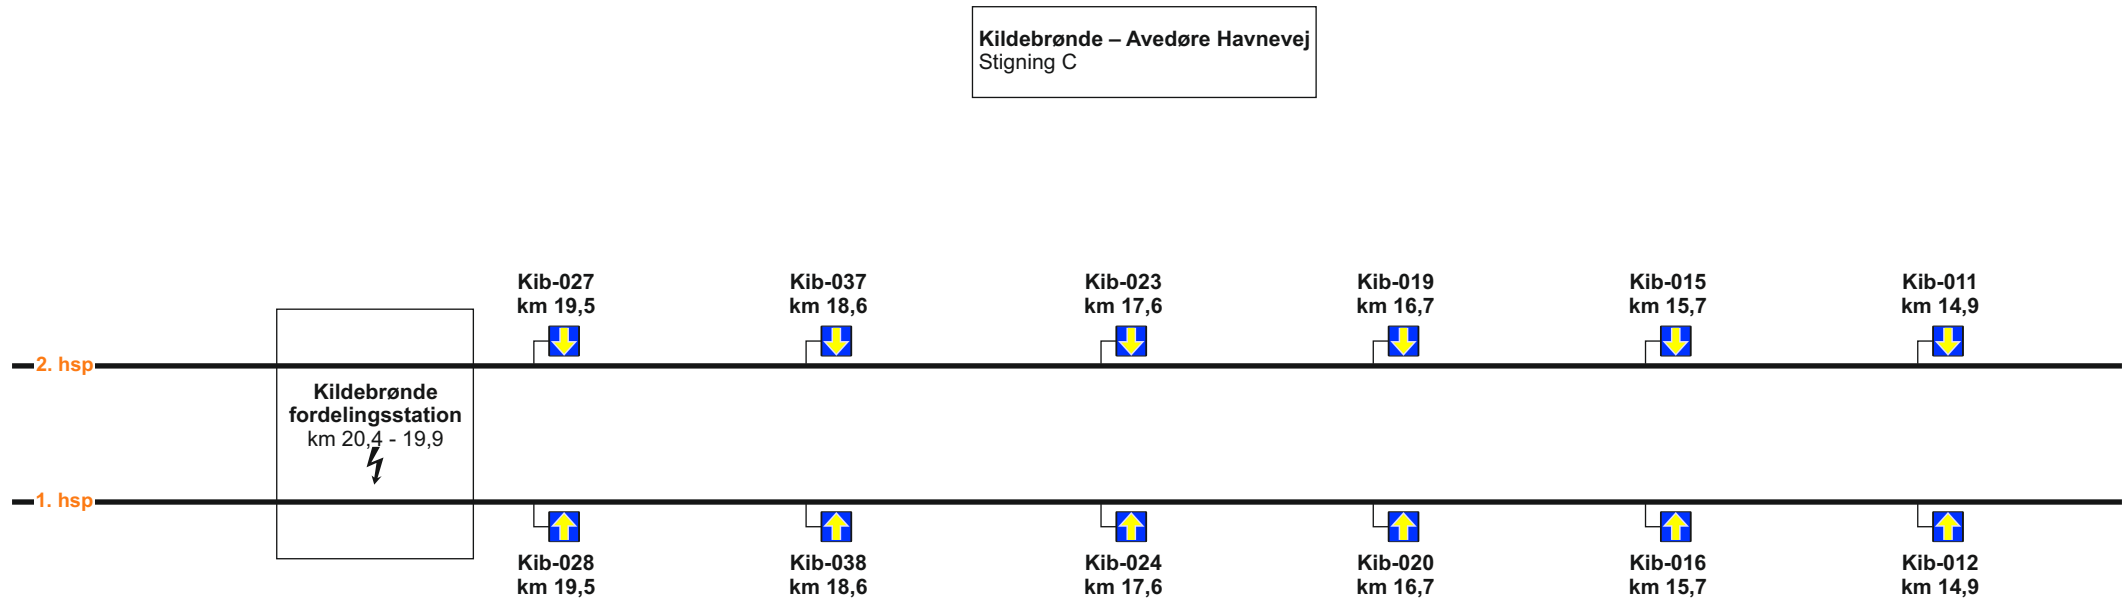 Kildebrønde – Avedøre Havnevej
Stigning C
Kib-027
km 19,5
Kib-037
km 18,6
Kib-023
km 17,6
Kib-019
km 16,7
Kib-015
km 15,7
Kib-011
km 14,9
2. hsp
Kildebrønde
fordelingsstation
km 20,4 - 19,9
1. hsp
Kib-028
km 19,5
Kib-038
km 18,6
Kib-024
km 17,6
Kib-020
km 16,7
Kib-016
km 15,7
Kib-012
km 14,9